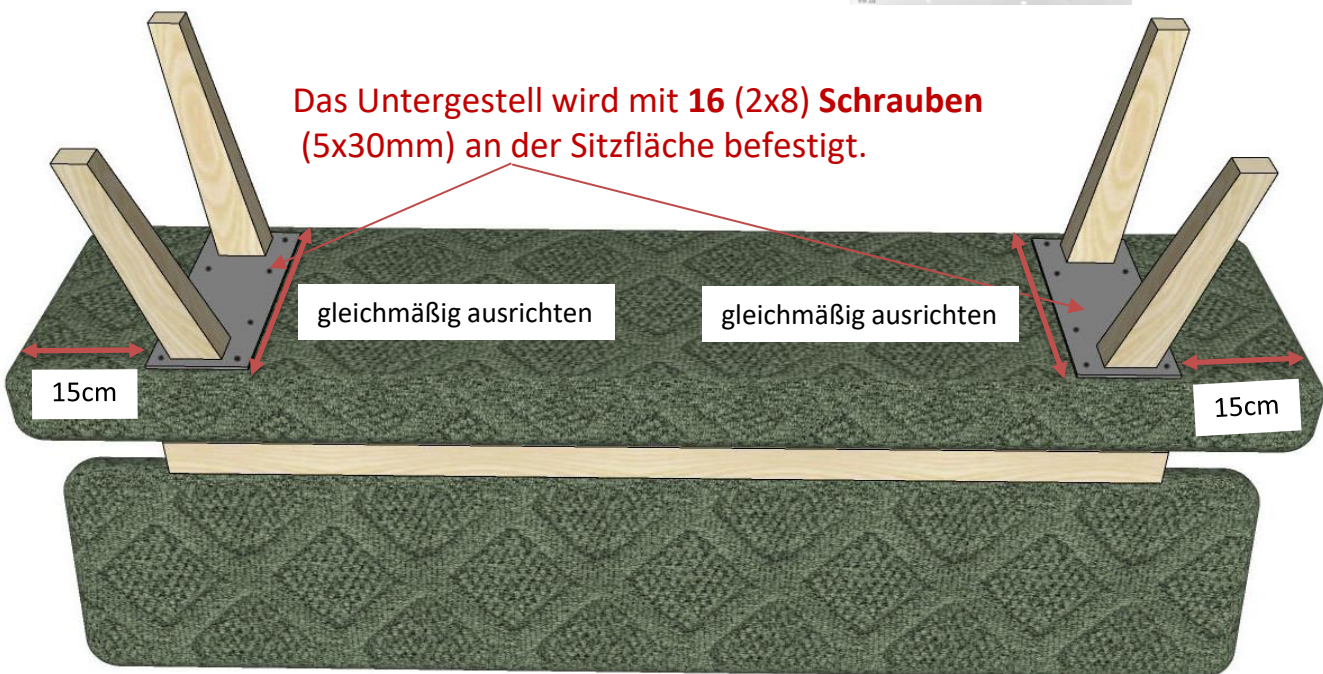 Das Untergestell wird mit 16 (2x8) Schrauben
(5x30mm) an der Sitzfläche befestigt.
gleichmäßig ausrichten
gleichmäßig ausrichten
15cm
15cm